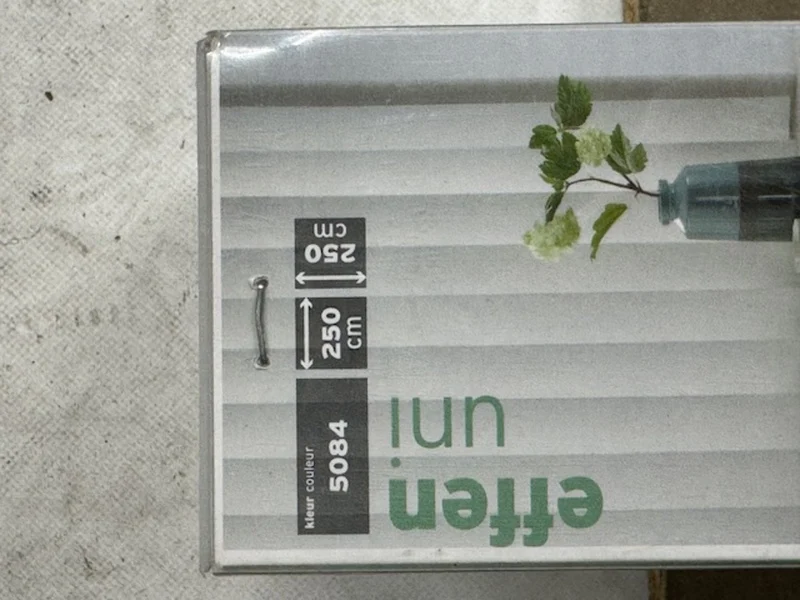 kleur couleur
5084
250
cm
250
cm
effen
uni